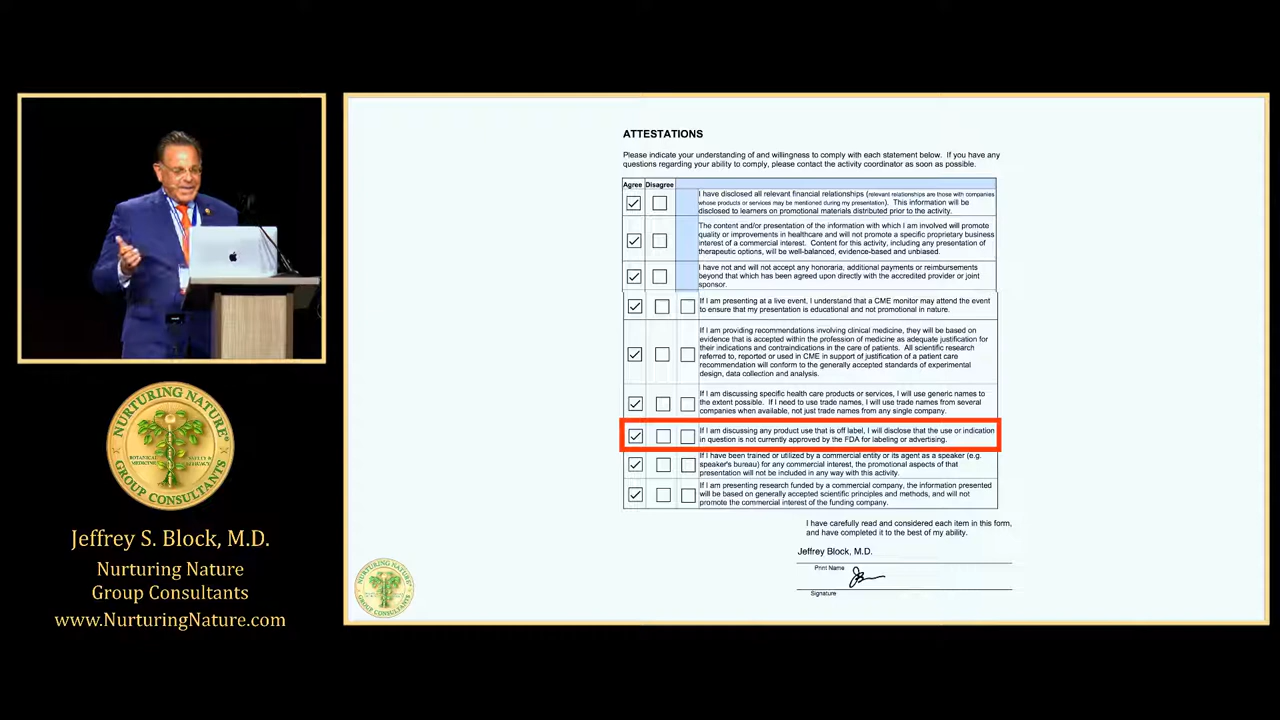 ATTESTATIONS
Please indicate your understanding of and willingness to comply with each statement below.  If you have any
questions regarding your ability to comply, please contact the activity coordinator as soon as possible.
Agree Disagree
I have disclosed all relevant financial relationships (relevant relationships are those with companies
whose products or services may be mentioned during my presentation).  This information will be
disclosed to learners on promotional materials distributed prior to the activity.
The content and/or presentation of the information with which I am involved will promote
quality or improvements in healthcare and will not promote a specific proprietary business
interest of a commercial interest.  Content for this activity, including any presentation of
therapeutic options, will be well-balanced, evidence-based and unbiased.
I have not and will not accept any honoraria, additional payments or reimbursements
beyond that which has been agreed upon directly with the accredited provider or joint
sponsor.
If I am presenting at a live event, I understand that a CME monitor may attend the event
to ensure that my presentation is educational and not promotional in nature.
If I am providing recommendations involving clinical medicine, they will be based on
evidence that is accepted within the profession of medicine as adequate justification for
their indications and contraindications in the care of patients.  All scientific research
referred to, reported or used in CME in support of justification of a patient care
recommendation will conform to the generally accepted standards of experimental
design, data collection and analysis.
If I am discussing specific health care products or services, I will use generic names to
the extent possible.  If I need to use trade names, I will use trade names from several
companies when available, not just trade names from any single company.
If I am discussing any product use that is off label, I will disclose that the use or indication
in question is not currently approved by the FDA for labeling or advertising.
If I have been trained or utilized by a commercial entity or its agent as a speaker (e.g.
speaker's bureau) for any commercial interest, the promotional aspects of that
presentation will not be included in any way with this activity.
If I am presenting research funded by a commercial company, the information presented
will be based on generally accepted scientific principles and methods, and will not
promote the commercial interest of the funding company.
I have carefully read and considered each item in this form,
and have completed it to the best of my ability.
Jeffrey Block, M.D.
Print Name
Signature
NURTURING NATURE
BOTANICAL MEDICINE
SAFETY & EFFICACY
GROUP CONSULTANTS
Jeffrey S. Block, M.D.
Nurturing Nature
Group Consultants
www.NurturingNature.com
NURTURING NATURE
GROUP CONSULTANTS